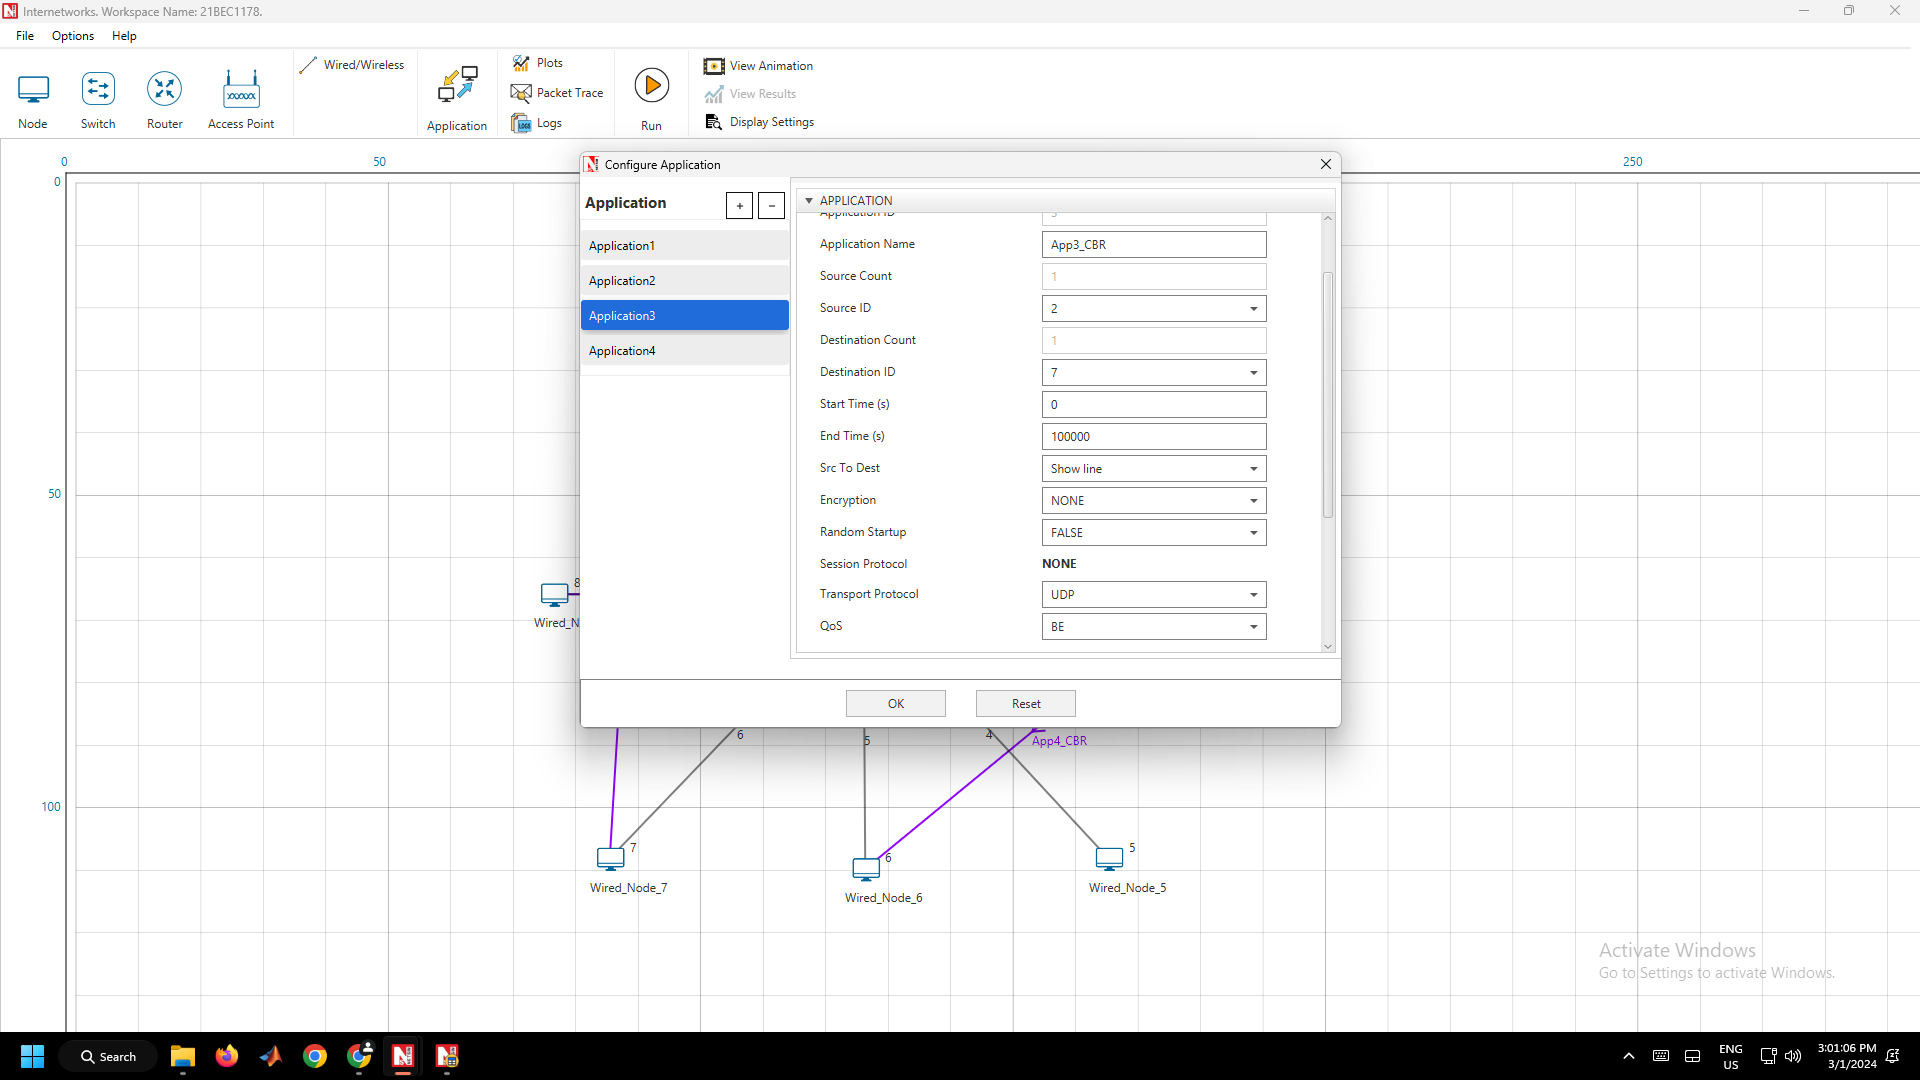 Internetworks. Workspace Name: 21BEC1178.
File Options Help
Node
Switch
Router
Access Point
Wired/Wireless
Application
Plots
Packet Trace
Logs
Run
View Animation
View Results
Display Settings
0 50 250
0
50
100
Configure Application
Application + -
Application1
Application2
Application3
Application4
APPLICATION
Application ID 3
Application Name App3_CBR
Source Count 1
Source ID 2
Destination Count 1
Destination ID 7
Start Time (s) 0
End Time (s) 100000
Src To Dest Show line
Encryption NONE
Random Startup FALSE
Session Protocol NONE
Transport Protocol UDP
QoS BE
OK Reset
8
Wired_N
6 5 4 App4_CBR
7
Wired_Node_7
6
Wired_Node_6
5
Wired_Node_5
Activate Windows
Go to Settings to activate Windows.
Search
ENG
US
3:01:06 PM
3/1/2024